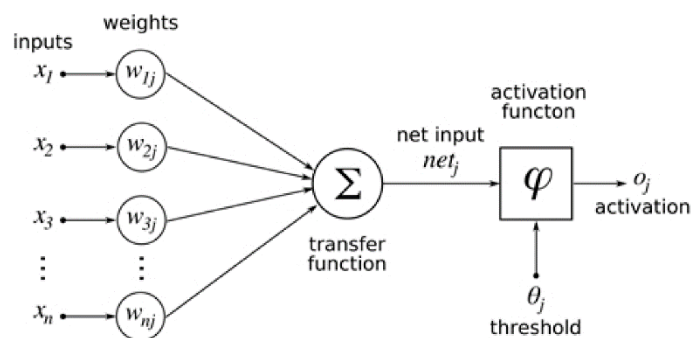 weights
inputs
x₁
w₁ⱼ
activation
functon
x₂
w₂ⱼ
net input
netⱼ
Σ
φ
oⱼ
activation
x₃
w₃ⱼ
transfer
function
⋮
⋮
θⱼ
threshold
xₙ
wₙⱼ